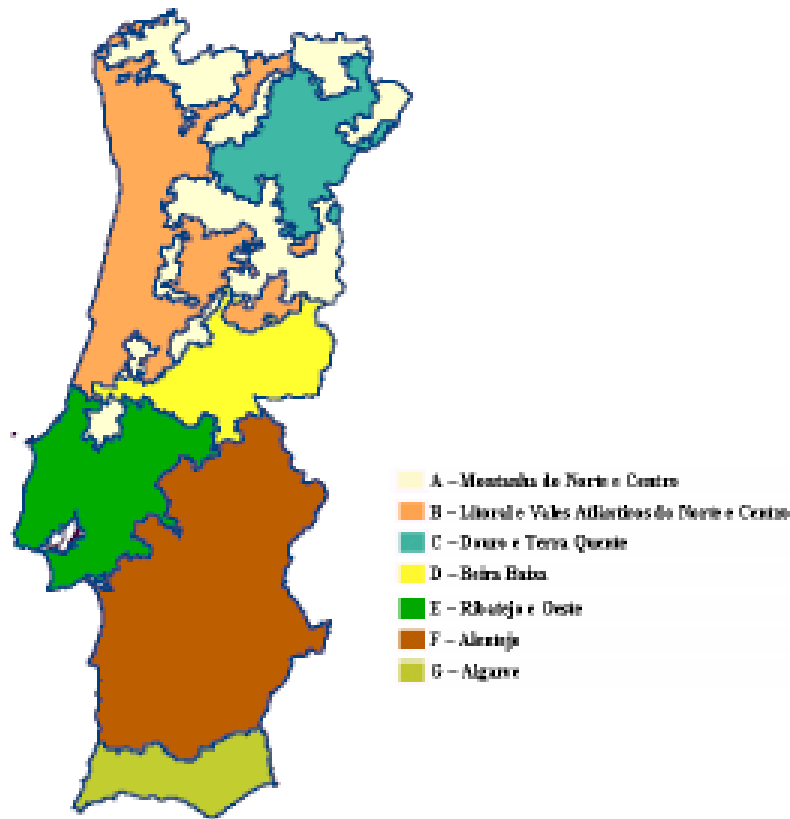 A – Montanha do Norte e Centro
B – Litoral e Vales Atlânticos do Norte e Centro
C – Douro e Terra Quente
D – Beira Baixa
E – Ribatejo e Oeste
F – Alentejo
G – Algarve